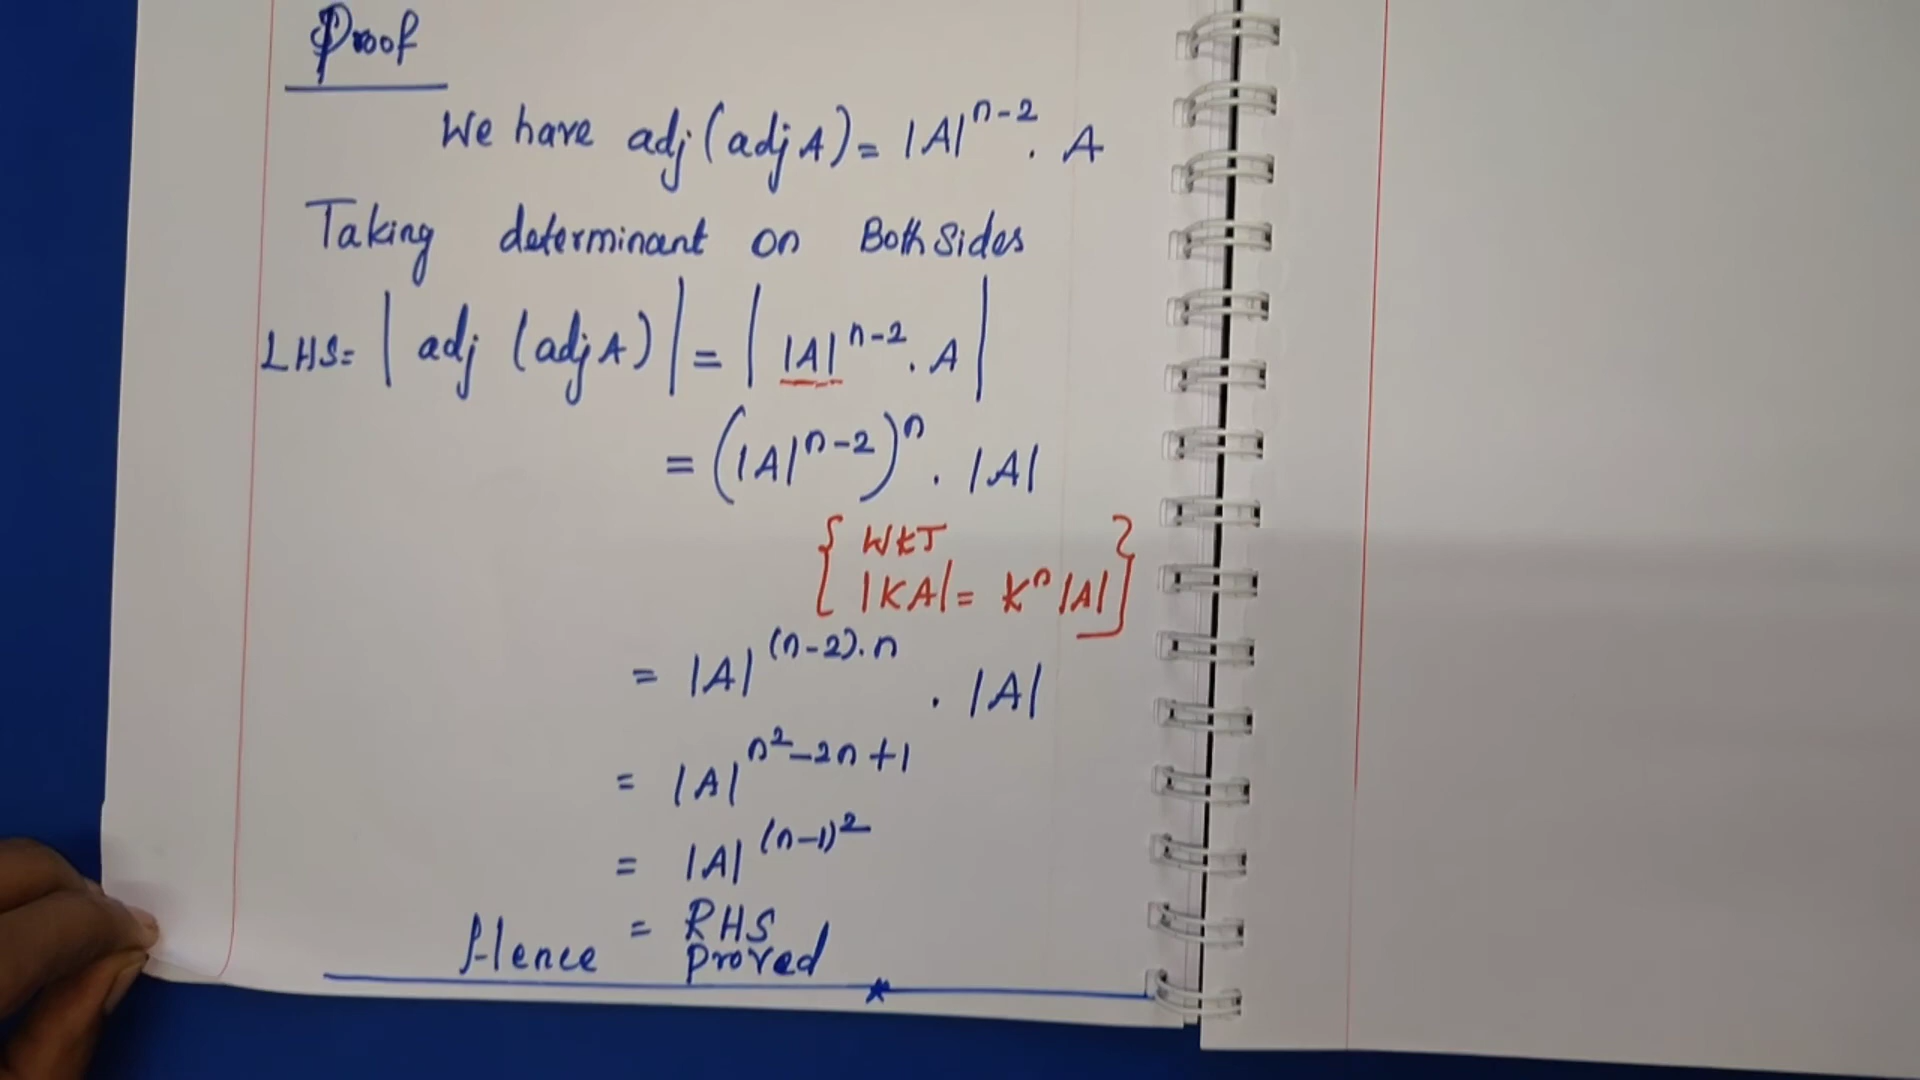 Proof
We have adj(adj A) = |A|ⁿ⁻² . A
Taking determinant on Both Sides
LHS = | adj (adj A) | = | |A|ⁿ⁻² . A |
= (|A|ⁿ⁻²)ⁿ . |A|
{ WKT
|KA| = Kⁿ |A| }
= |A|⁽ⁿ⁻²⁾·ⁿ . |A|
= |A|^n²-2n+1
= |A|^(n-1)²
= RHS
Hence Proved